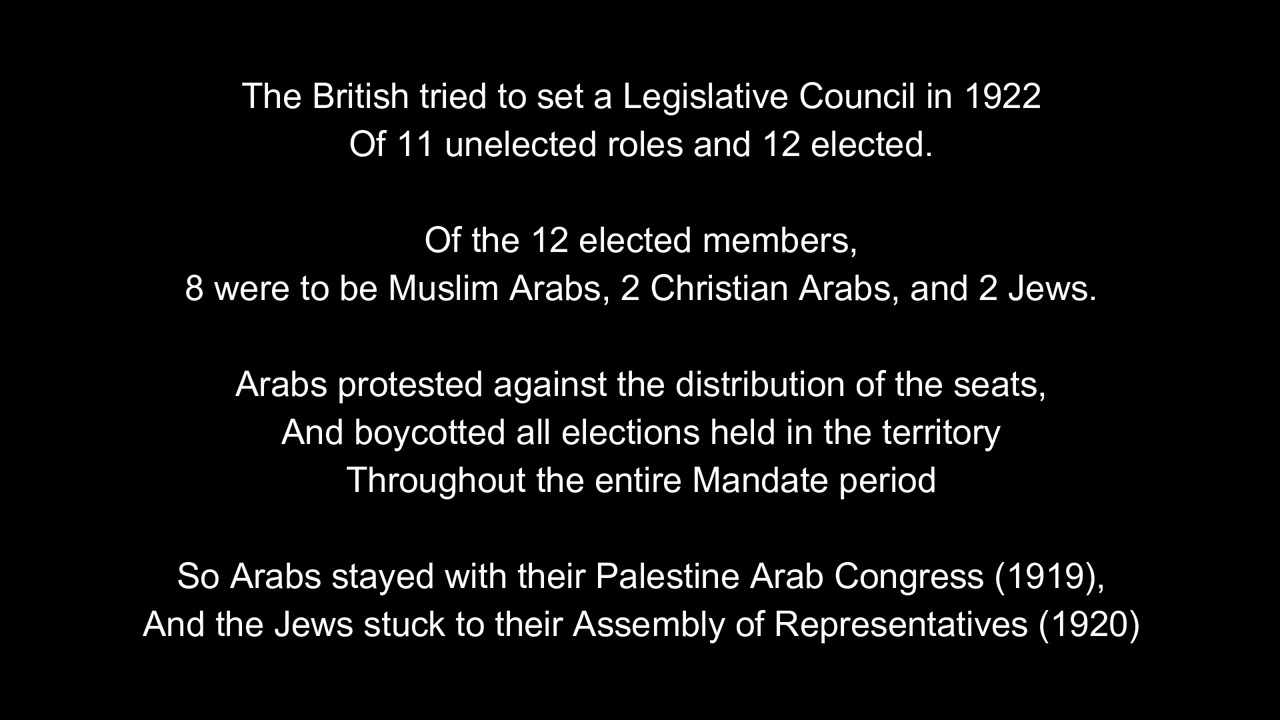 The British tried to set a Legislative Council in 1922
Of 11 unelected roles and 12 elected.
Of the 12 elected members,
8 were to be Muslim Arabs, 2 Christian Arabs, and 2 Jews.
Arabs protested against the distribution of the seats,
And boycotted all elections held in the territory
Throughout the entire Mandate period
So Arabs stayed with their Palestine Arab Congress (1919),
And the Jews stuck to their Assembly of Representatives (1920)